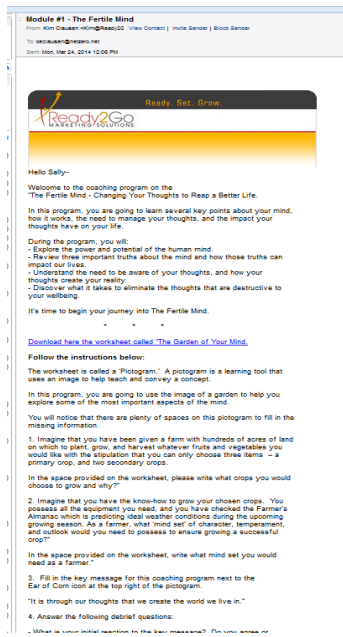 Module #1 - The Fertile Mind
From: Kim Clausen <Kim@Ready2G View Contact | Invite Sender | Block Sender
To: keclausen@netzero.net
Sent: Mon, Mar 24, 2014 12:06 PM
Ready. Set. Grow.
Ready2Go
MARKETING SOLUTIONS
Hello Sally-
Welcome to the coaching program on the
"The Fertile Mind - Changing Your Thoughts to Reap a Better Life.
In this program, you are going to learn several key points about your mind,
how it works, the need to manage your thoughts, and the impact your
thoughts have on your life.
During the program, you will:
- Explore the power and potential of the human mind.
- Review three important truths about the mind and how those truths can
impact our lives.
- Understand the need to be aware of your thoughts, and how your
thoughts create your reality.
- Discover what it takes to eliminate the thoughts that are destructive to
your wellbeing.
It's time to begin your journey into The Fertile Mind.
" " "
Download here the worksheet called "The Garden of Your Mind.
Follow the instructions below:
The worksheet is called a 'Pictogram.' A pictogram is a learning tool that
uses an image to help teach and convey a concept.
In this program, you are going to use the image of a garden to help you
explore some of the most important aspects of the mind.
You will notice that there are plenty of spaces on this pictogram to fill in the
missing information.
1. Imagine that you have been given a farm with hundreds of acres of land
on which to plant, grow, and harvest whatever fruits and vegetables you
would like with the stipulation that you can only choose three items – a
primary crop, and two secondary crops.
In the space provided on the worksheet, please write what crops you would
choose to grow and why?"
2. Imagine that you have the know-how to grow your chosen crops. You
possess all the equipment you need, and you have checked the Farmer's
Almanac which is predicting ideal weather conditions during the upcoming
growing season. As a farmer, what 'mind set' of character, temperament,
and outlook would you need to possess to ensure growing a successful
crop?"
In the space provided on the worksheet, write what mind set you would
need as a farmer."
3. Fill in the key message for this coaching program next to the
Ear of Corn icon at the top right of the pictogram.
"It is through our thoughts that we create the world we live in."
4. Answer the following debrief questions:
- What is your initial reaction to the key message? Do you agree or